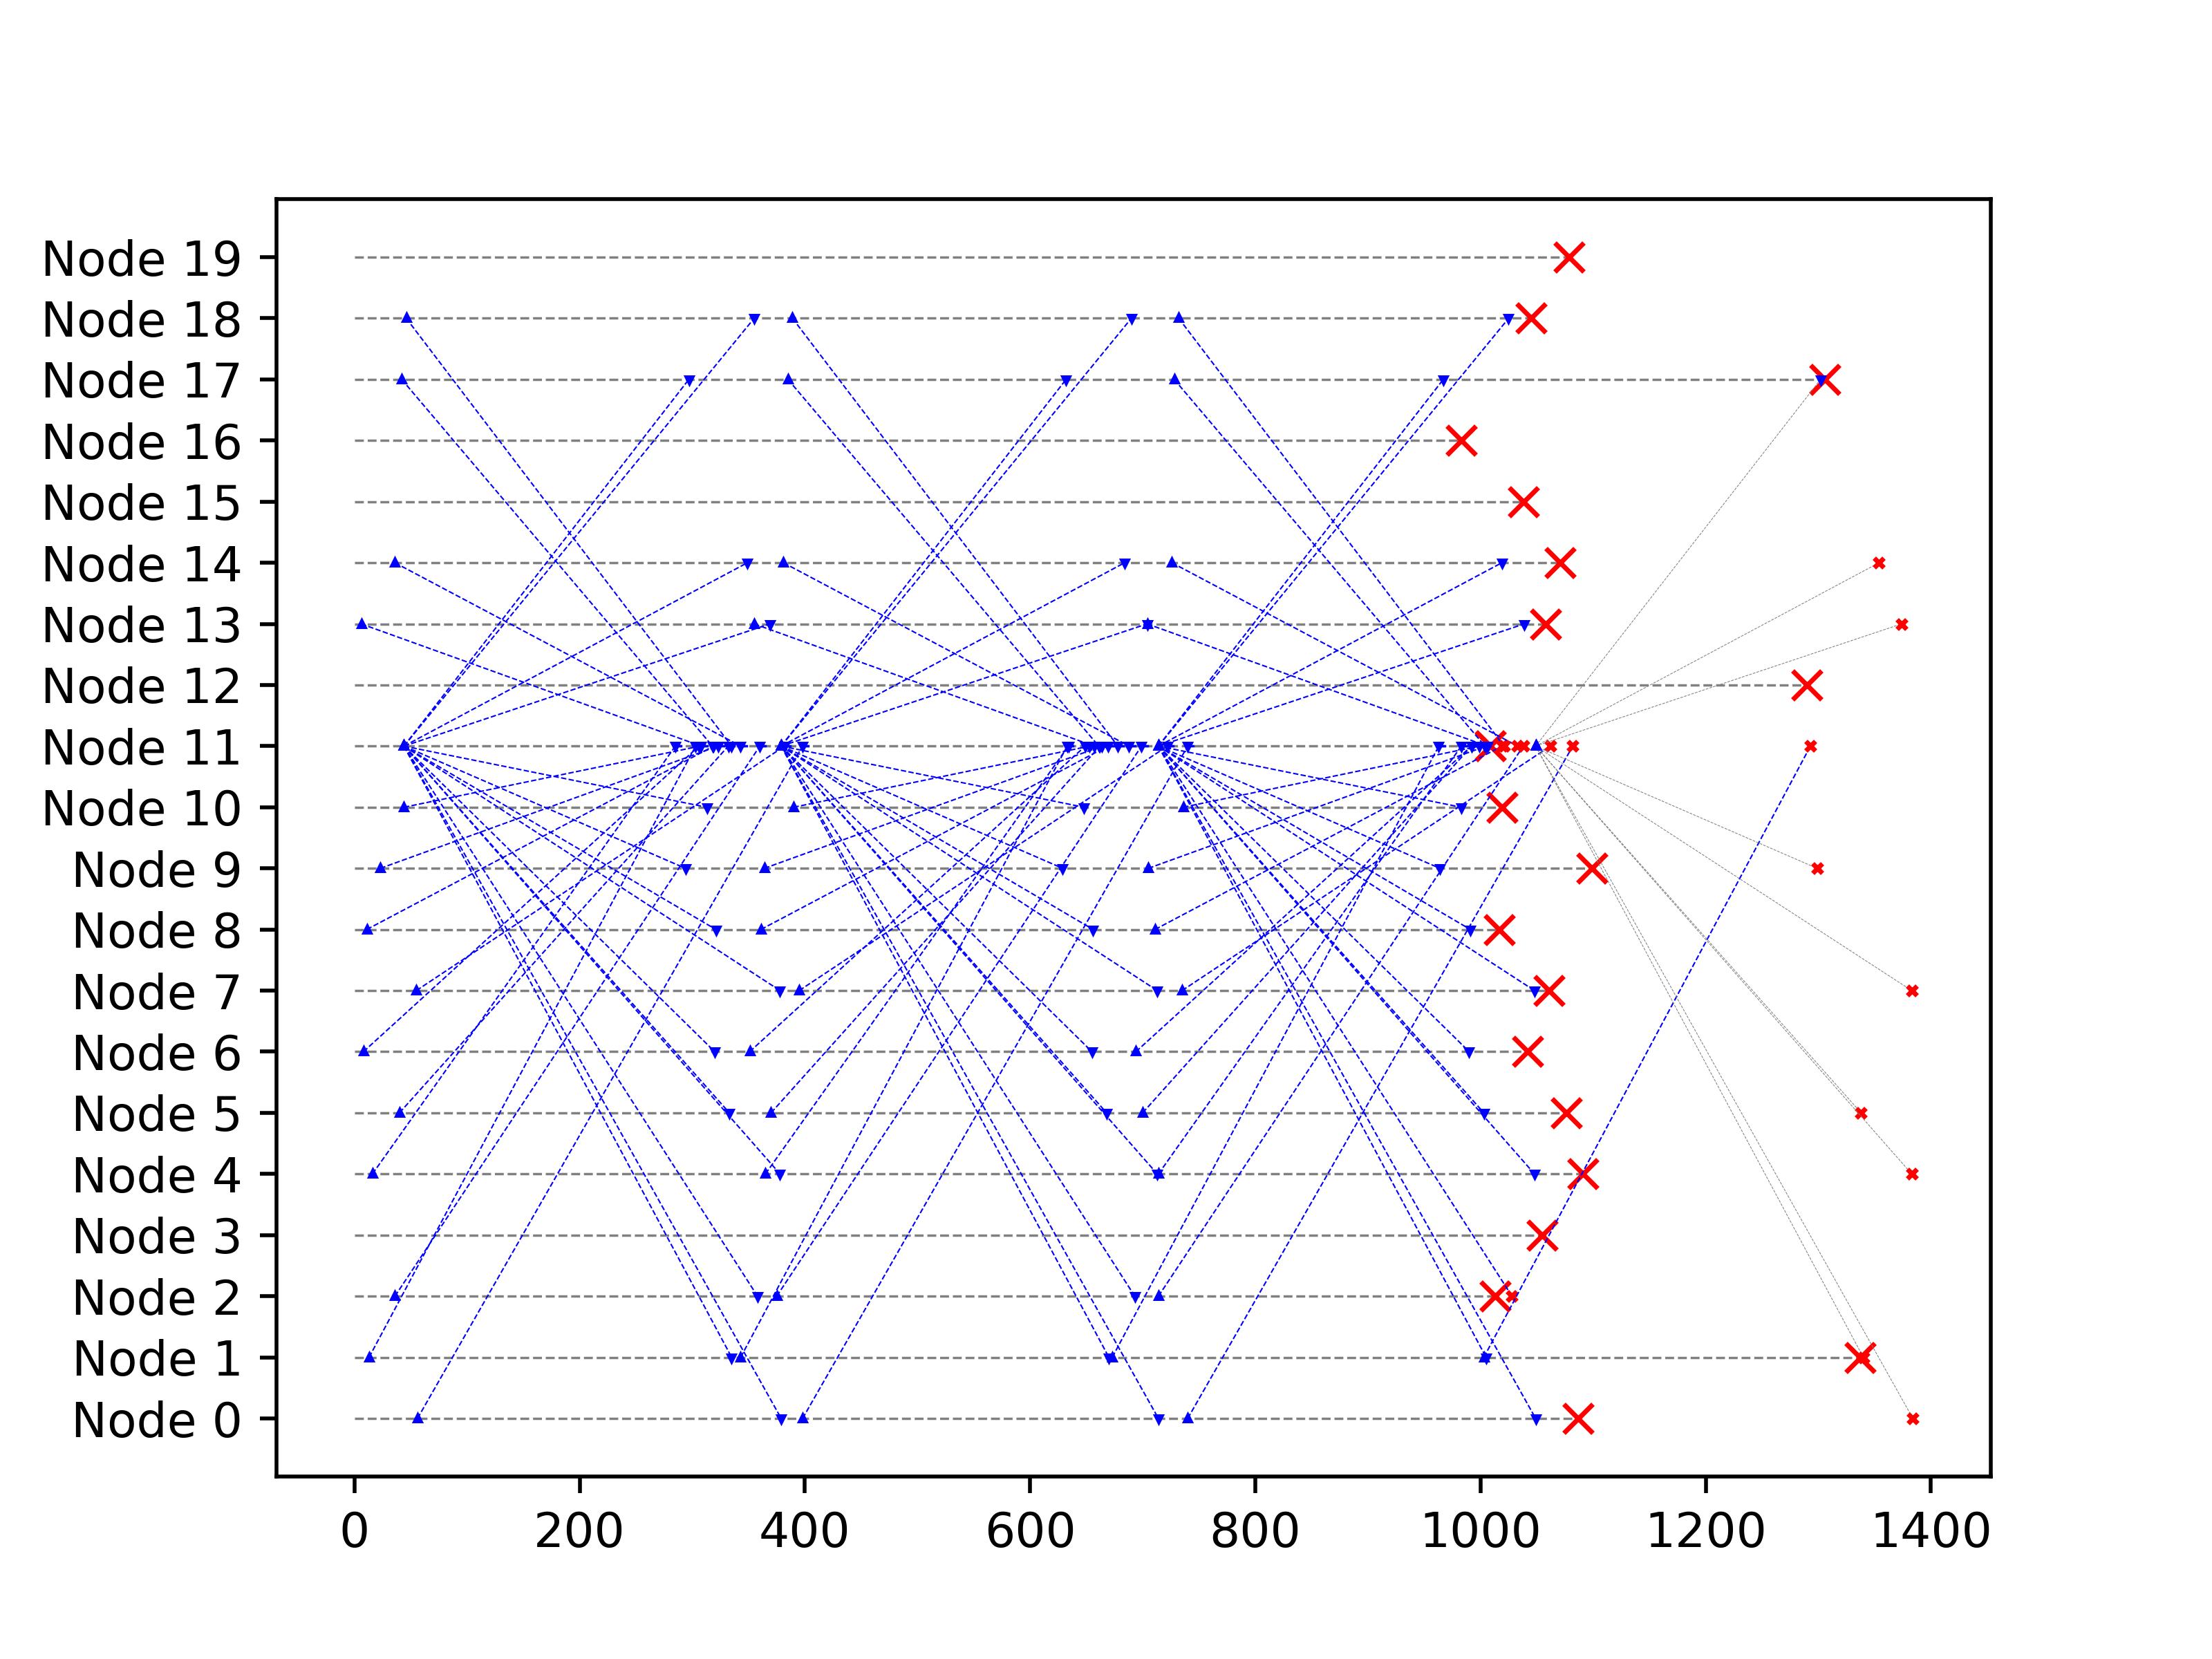 Node 19
Node 18
Node 17
Node 16
Node 15
Node 14
Node 13
Node 12
Node 11
Node 10
Node 9
Node 8
Node 7
Node 6
Node 5
Node 4
Node 3
Node 2
Node 1
Node 0
0 200 400 600 800 1000 1200 1400